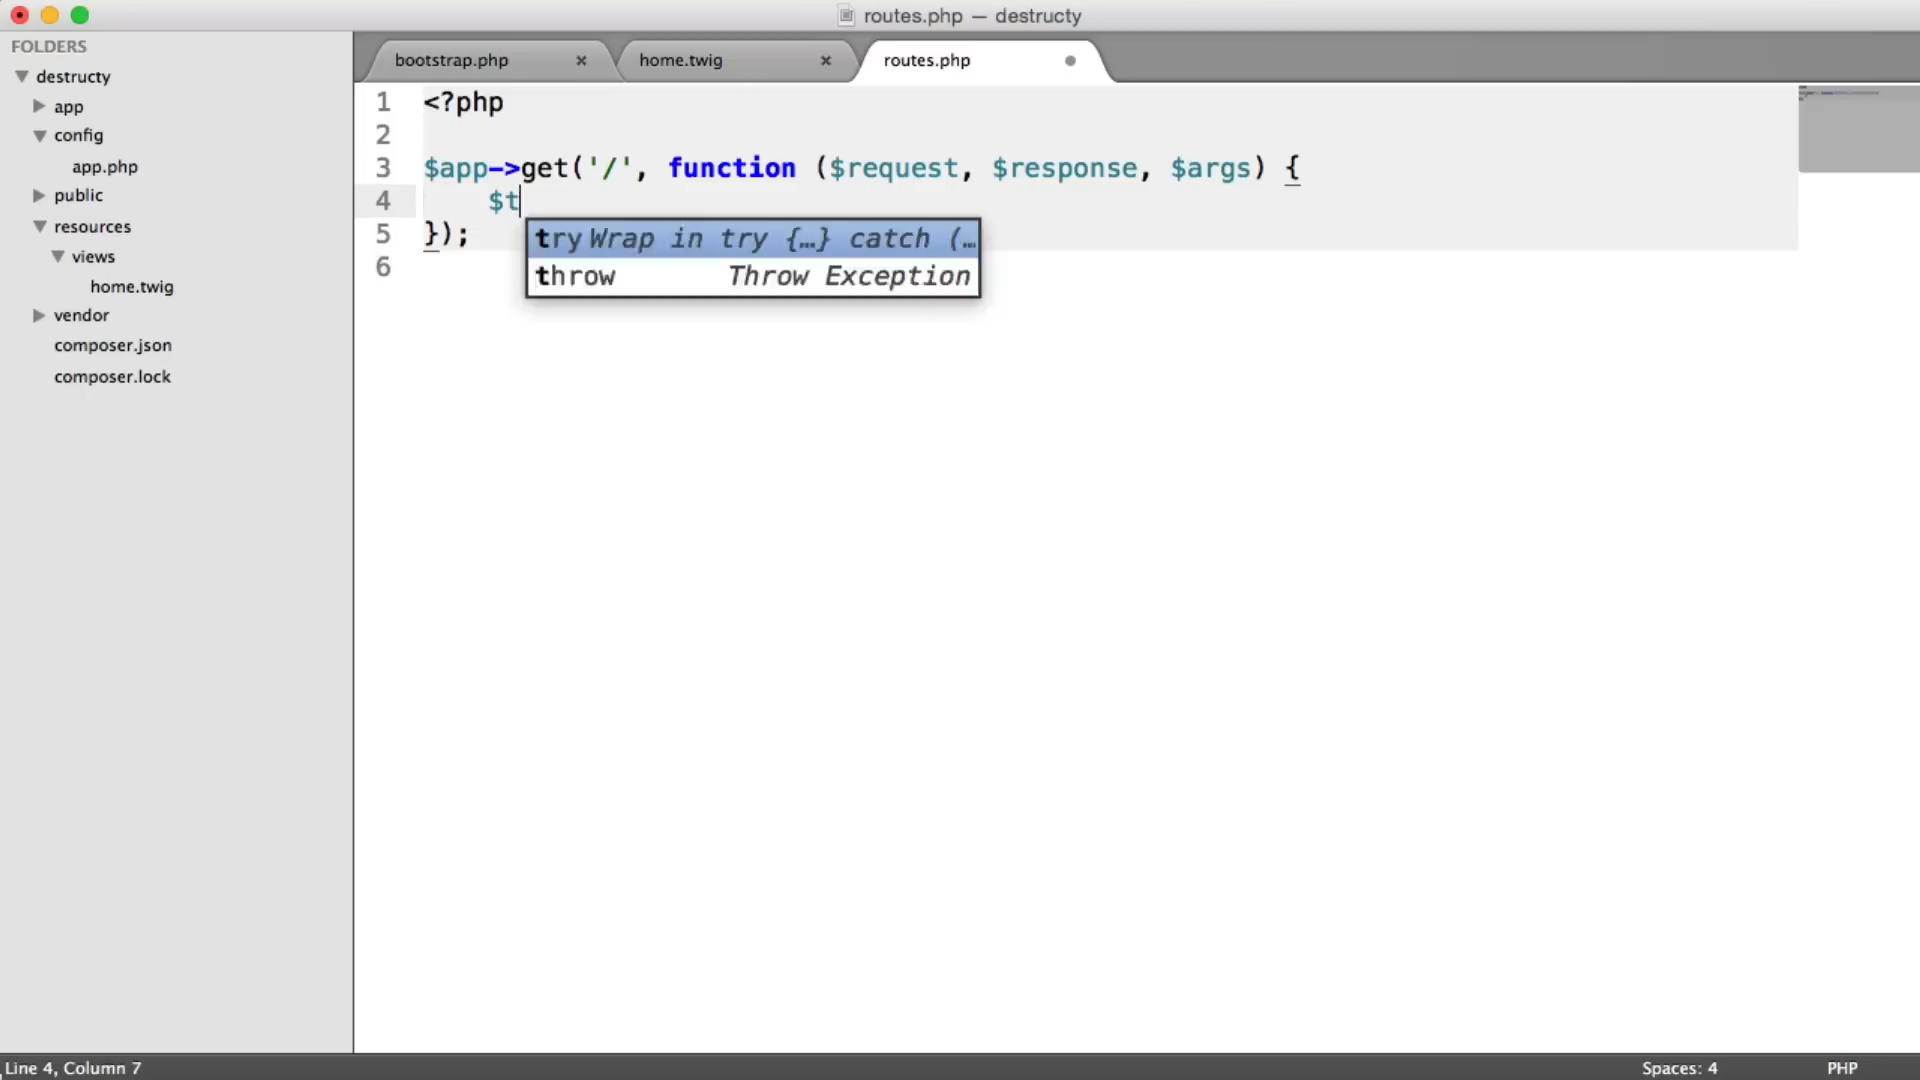 routes.php — destructy
FOLDERS
destructy
app
config
app.php
public
resources
views
home.twig
vendor
composer.json
composer.lock
bootstrap.php ×
home.twig ×
routes.php
1 <?php
2
3 $app->get('/', function ($request, $response, $args) {
4 $t
5 });
6
try Wrap in try {…} catch (…
throw Throw Exception
Line 4, Column 7
Spaces: 4
PHP